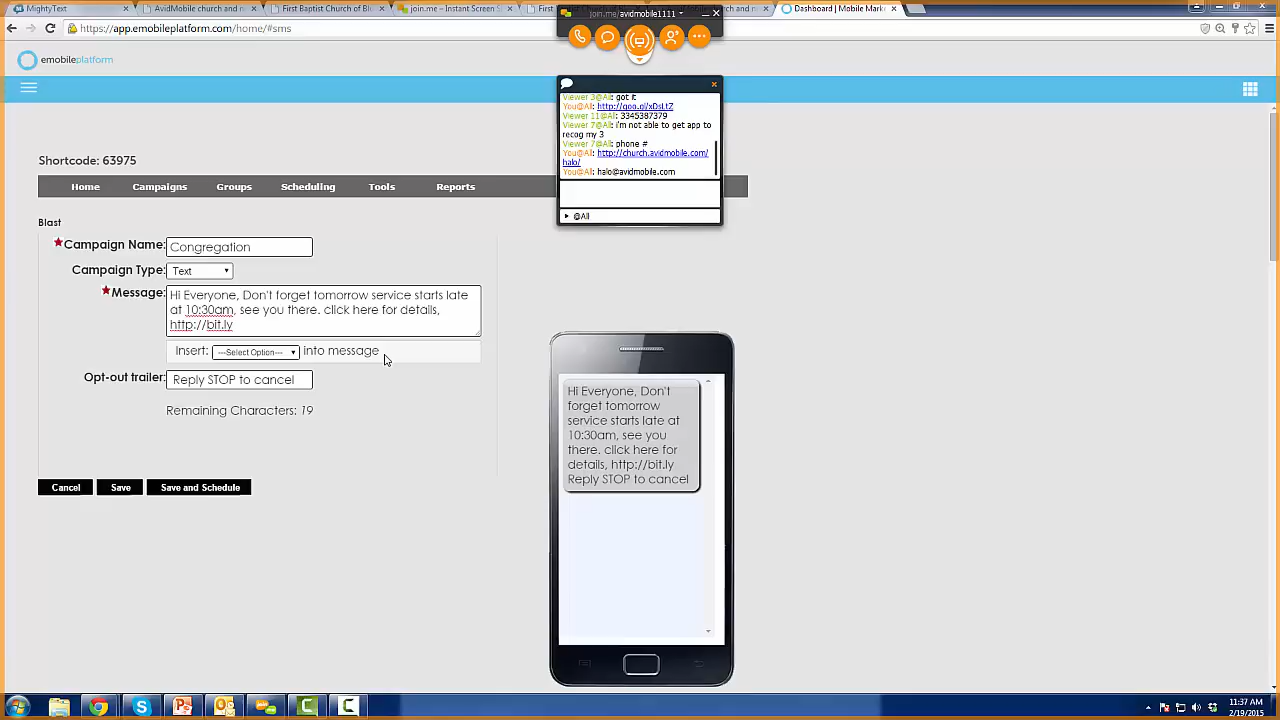 MightyText
AvidMobile church and m
First Baptist Church of Blu
join.me – Instant Screen S
join.me/avidmobile1111
church and m
Dashboard | Mobile Marke
https://app.emobileplatform.com/home/#sms
emobileplatform
Viewer 3@All: got it
You@All: http://goo.gl/xDsLtZ
Viewer 11@All: 3345387379
Viewer 7@All: i'm not able to get app to
recog my 3
Viewer 7@All: phone #
You@All: http://church.avidmobile.com/
halo/
You@All: halo@avidmobile.com
@All
Shortcode: 63975
Home Campaigns Groups Scheduling Tools Reports
Blast
Campaign Name: Congregation
Campaign Type: Text
Message: Hi Everyone, Don't forget tomorrow service starts late
at 10:30am, see you there. click here for details,
http://bit.ly
Insert: ---Select Option--- into message
Opt-out trailer: Reply STOP to cancel
Remaining Characters: 19
Cancel Save Save and Schedule
Hi Everyone, Don't
forget tomorrow
service starts late at
10:30am, see you
there. click here for
details, http://bit.ly
Reply STOP to cancel
11:37 AM
2/19/2015